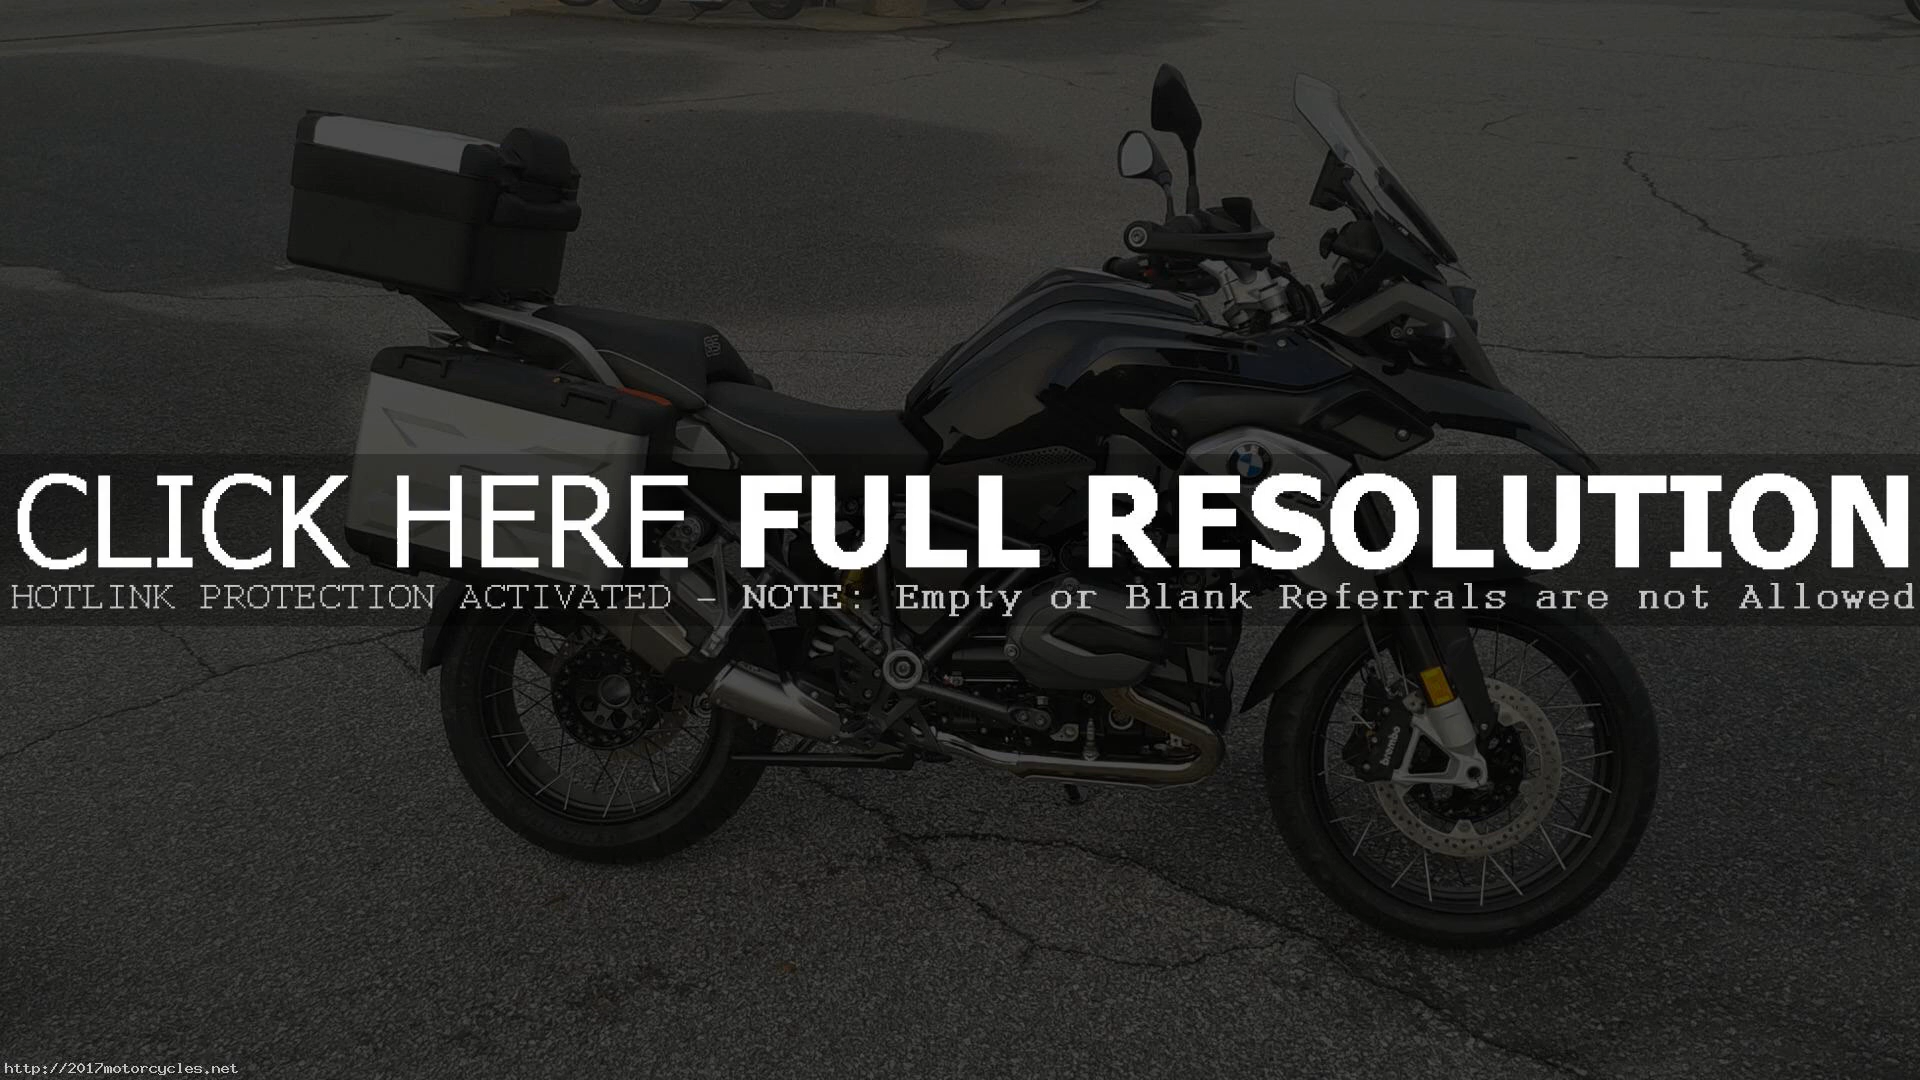 CLICK HERE FULL RESOLUTION
HOTLINK PROTECTION ACTIVATED - NOTE: Empty or Blank Referrals are not Allowed
brembo
http://2017motorcycles.net